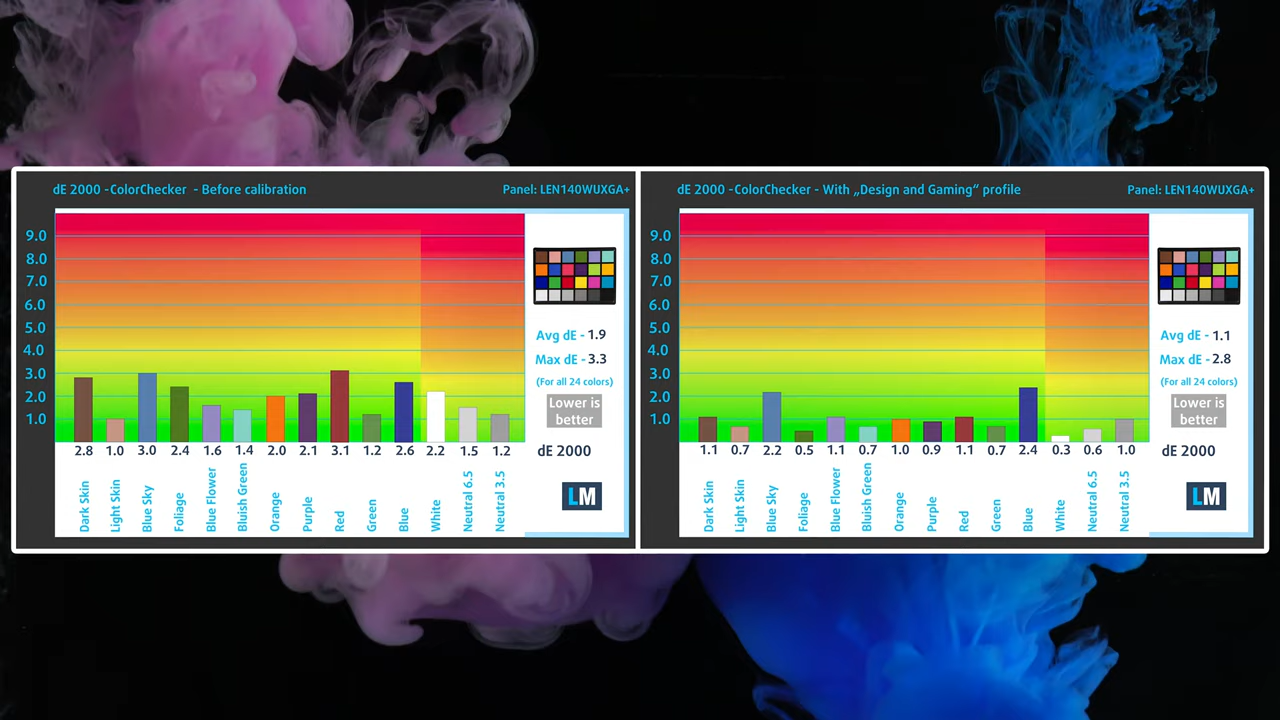 dE 2000 -ColorChecker - Before calibration
Panel: LEN140WUXGA+
9.0
8.0
7.0
6.0
5.0
4.0
3.0
2.0
1.0
2.8 1.0 3.0 2.4 1.6 1.4 2.0 2.1 3.1 1.2 2.6 2.2 1.5 1.2
Dark Skin
Light Skin
Blue Sky
Foliage
Blue Flower
Bluish Green
Orange
Purple
Red
Green
Blue
White
Neutral 6.5
Neutral 3.5
Avg dE - 1.9
Max dE - 3.3
(For all 24 colors)
Lower is
better
dE 2000
LM
dE 2000 -ColorChecker - With „Design and Gaming“ profile
Panel: LEN140WUXGA+
9.0
8.0
7.0
6.0
5.0
4.0
3.0
2.0
1.0
1.1 0.7 2.2 0.5 1.1 0.7 1.0 0.9 1.1 0.7 2.4 0.3 0.6 1.0
Dark Skin
Light Skin
Blue Sky
Foliage
Blue Flower
Bluish Green
Orange
Purple
Red
Green
Blue
White
Neutral 6.5
Neutral 3.5
Avg dE - 1.1
Max dE - 2.8
(For all 24 colors)
Lower is
better
dE 2000
LM